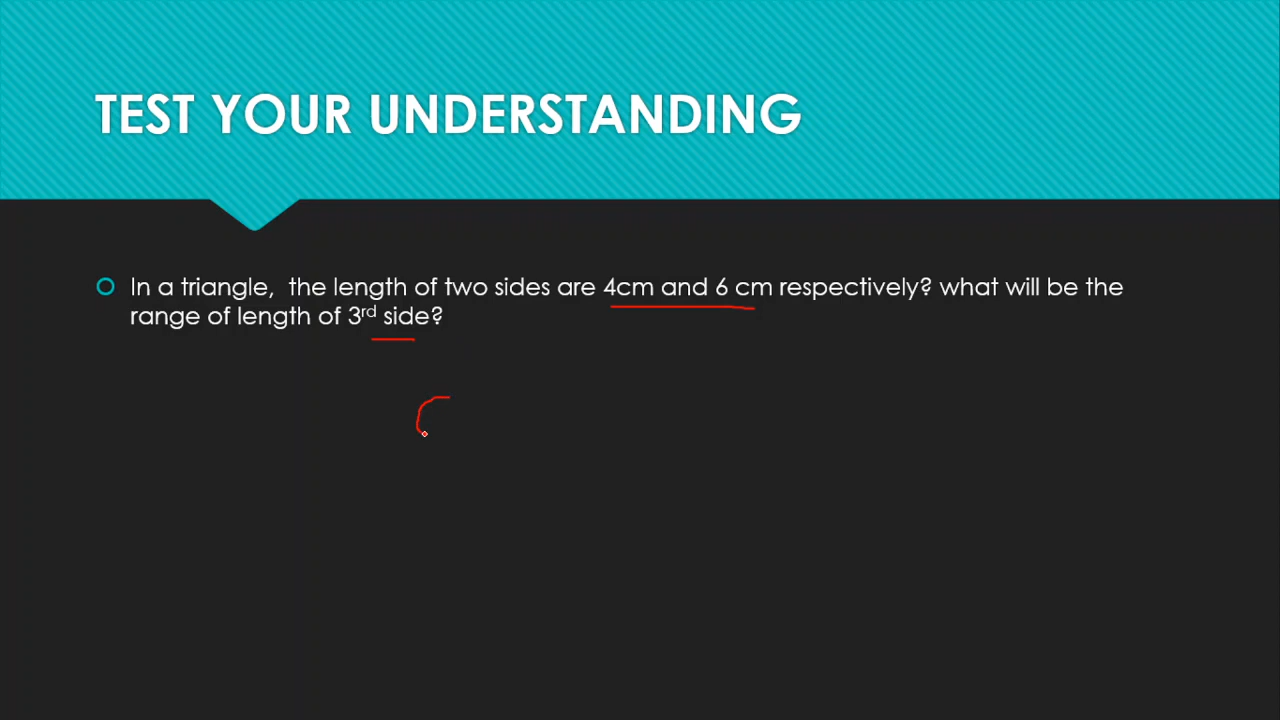 TEST YOUR UNDERSTANDING
In a triangle, the length of two sides are 4cm and 6 cm respectively? what will be the
range of length of 3rd side?